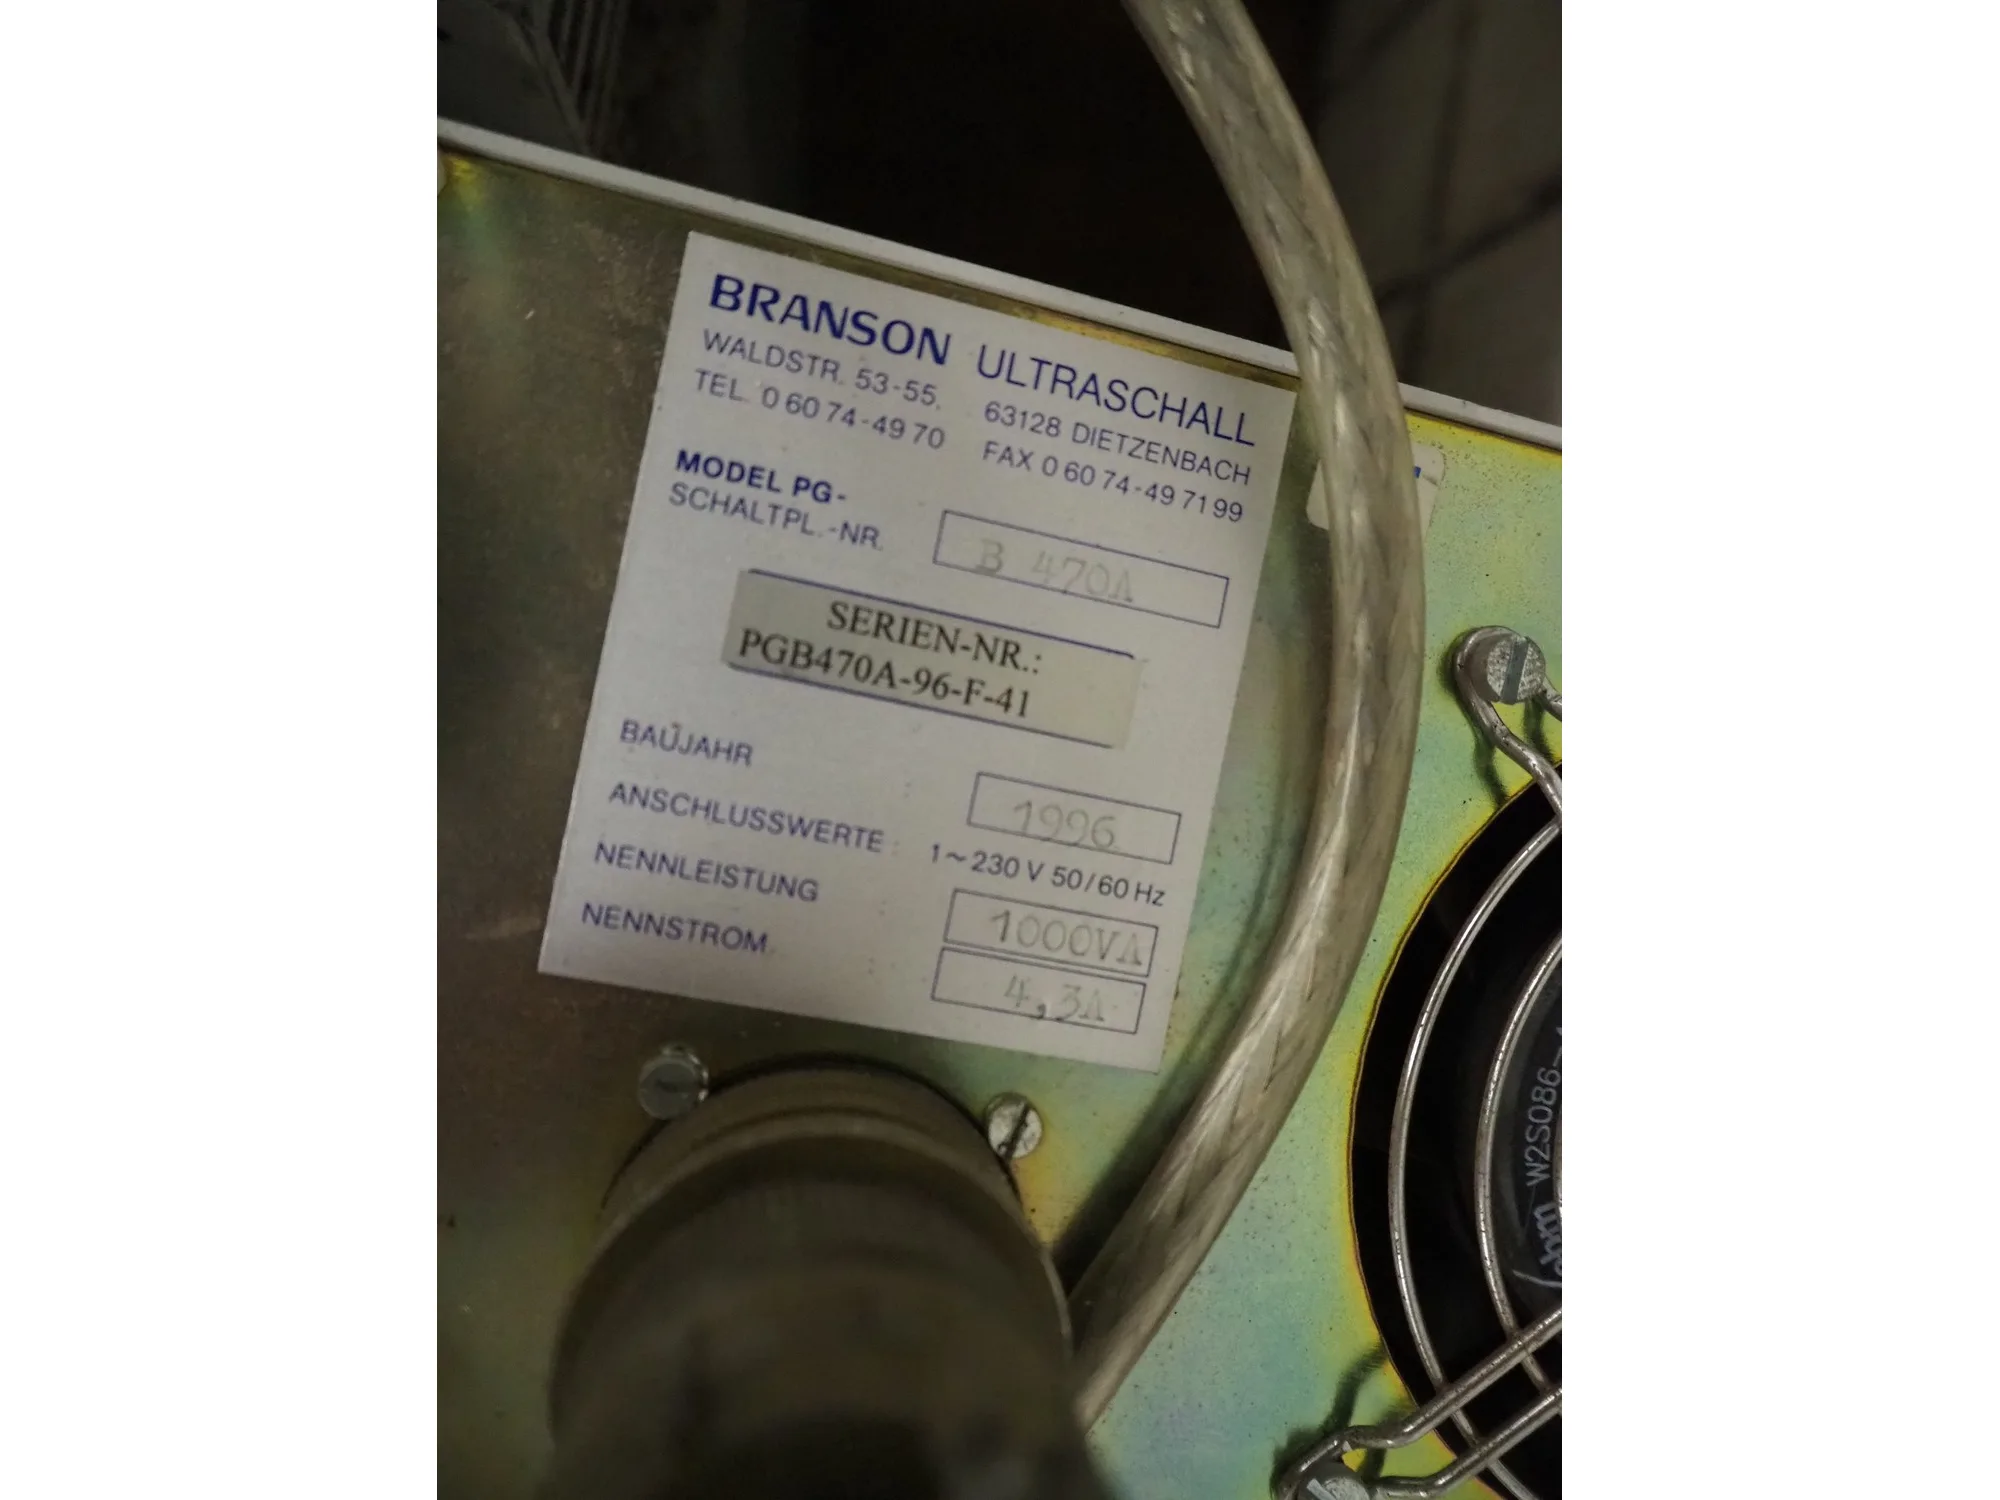 BRANSON ULTRASCHALL
WALDSTR. 53-55. 63128 DIETZENBACH
TEL. 0 60 74-49 70 FAX 0 60 74-49 71 99
MODEL PG-
SCHALTPL.-NR. B 470A
SERIEN-NR.:
PGB470A-96-F-41
BAUJAHR 1996
ANSCHLUSSWERTE 1~230 V 50/60 Hz
NENNLEISTUNG 1000VA
NENNSTROM 4,3A
W2S086-